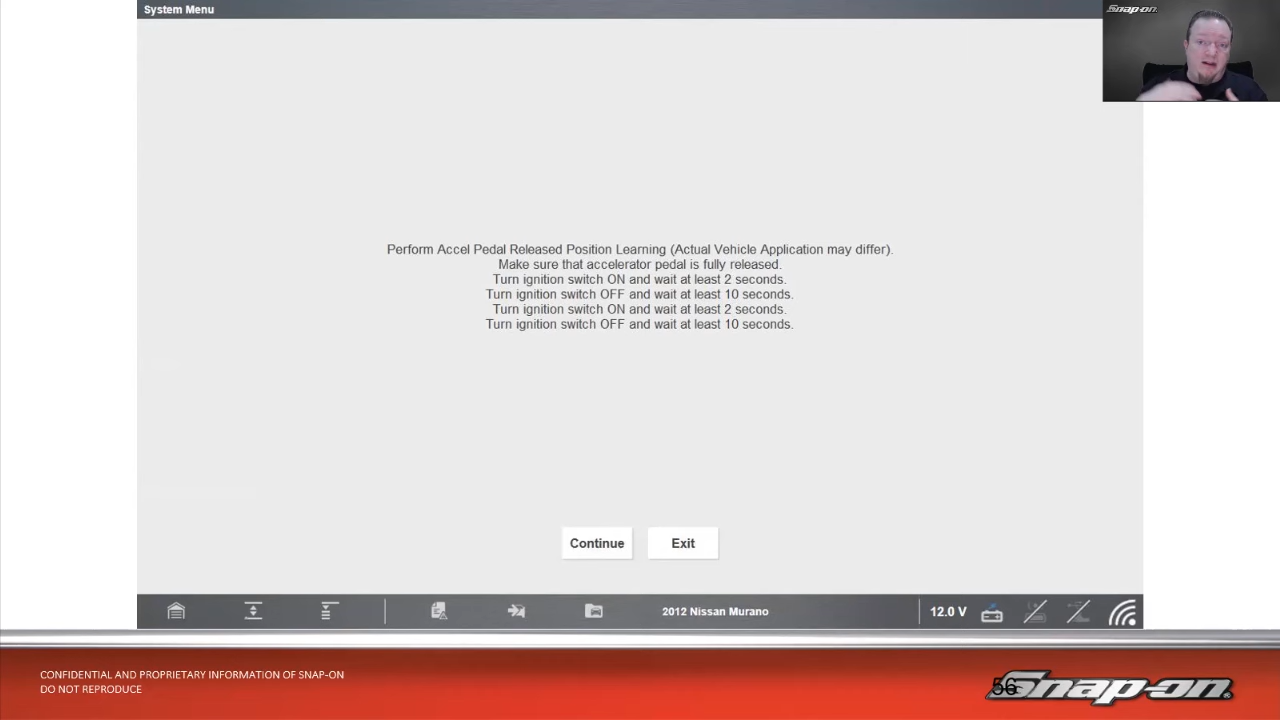 System Menu
Snap-on
Perform Accel Pedal Released Position Learning (Actual Vehicle Application may differ).
Make sure that accelerator pedal is fully released.
Turn ignition switch ON and wait at least 2 seconds.
Turn ignition switch OFF and wait at least 10 seconds.
Turn ignition switch ON and wait at least 2 seconds.
Turn ignition switch OFF and wait at least 10 seconds.
Continue
Exit
2012 Nissan Murano
12.0 V
CONFIDENTIAL AND PROPRIETARY INFORMATION OF SNAP-ON
DO NOT REPRODUCE
56
Snap-on